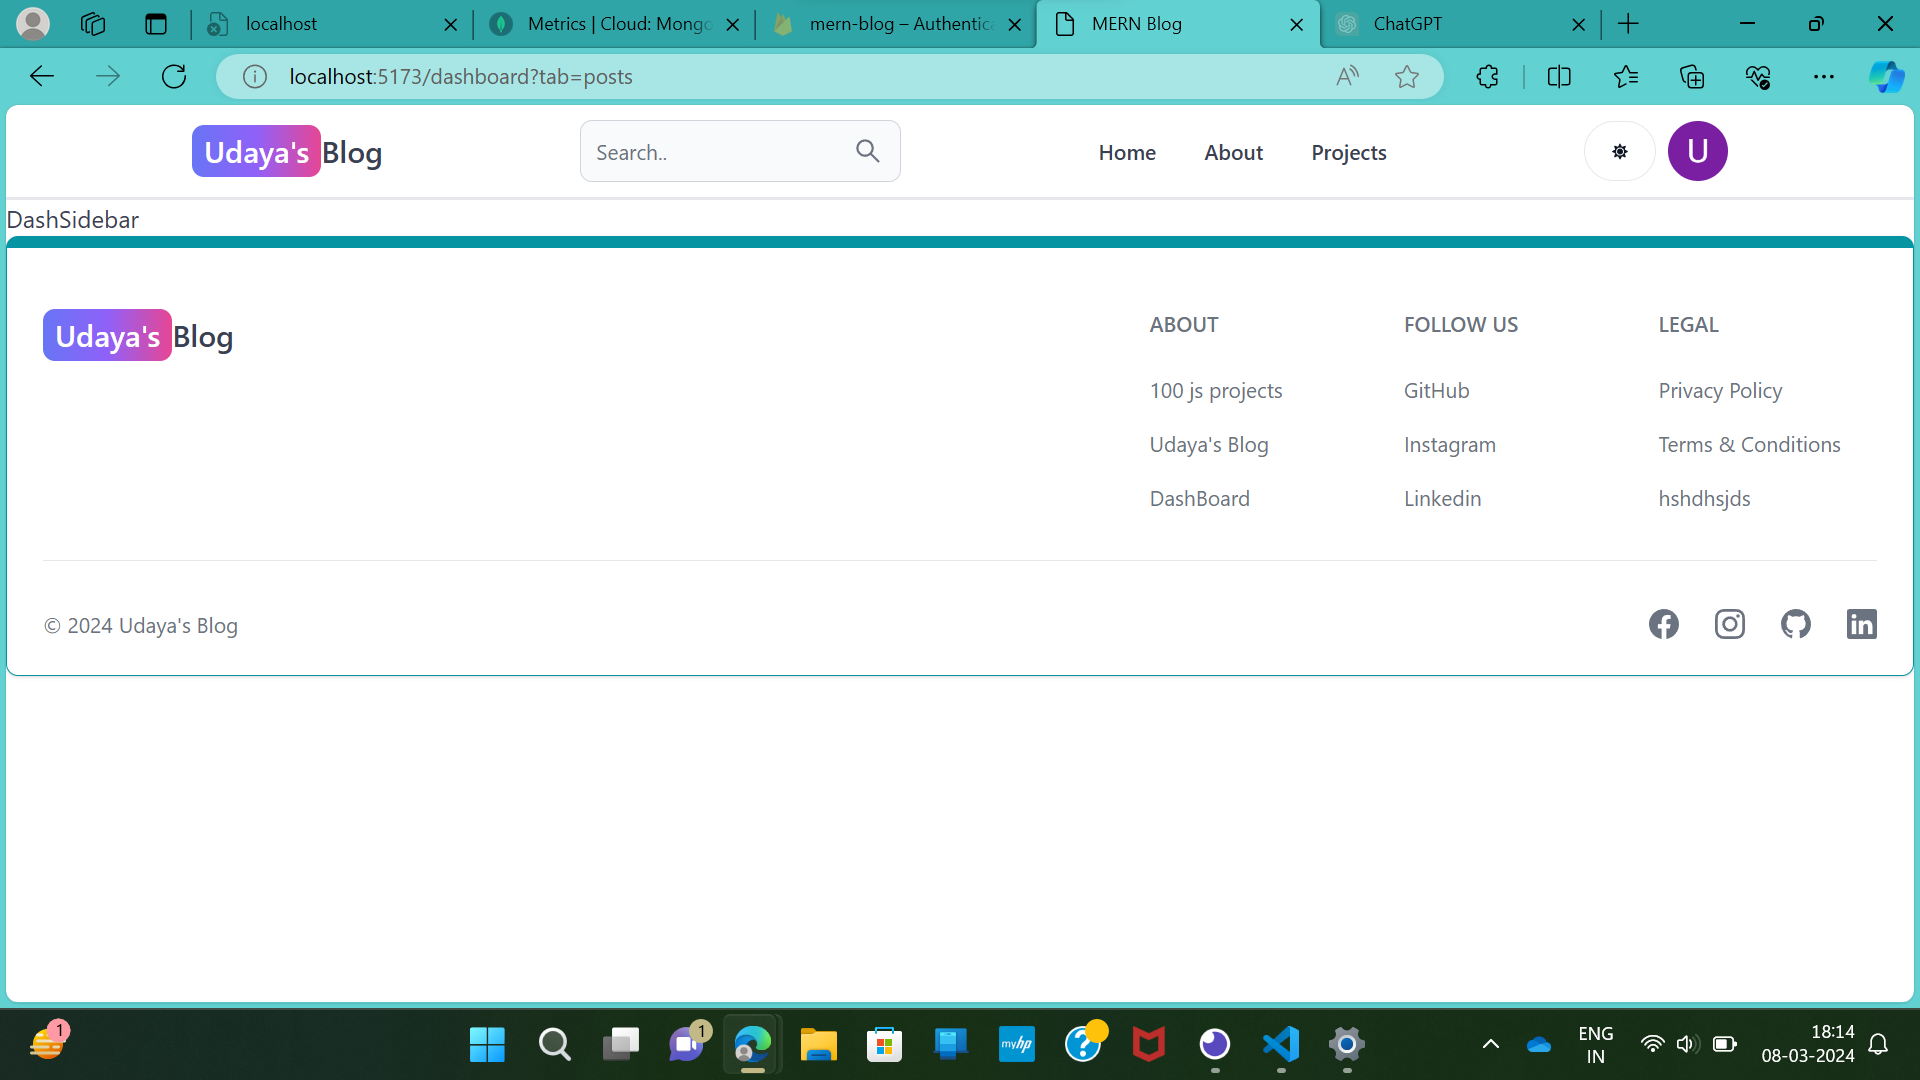 localhost
Metrics | Cloud: Mongo
mern-blog – Authentica
MERN Blog
ChatGPT
localhost:5173/dashboard?tab=posts
Udaya's Blog
Search..
Home
About
Projects
U
DashSidebar
Udaya's Blog
ABOUT
FOLLOW US
LEGAL
100 js projects
GitHub
Privacy Policy
Udaya's Blog
Instagram
Terms & Conditions
DashBoard
Linkedin
hshdhsjds
© 2024 Udaya's Blog
1
1
myhp
ENG
IN
18:14
08-03-2024